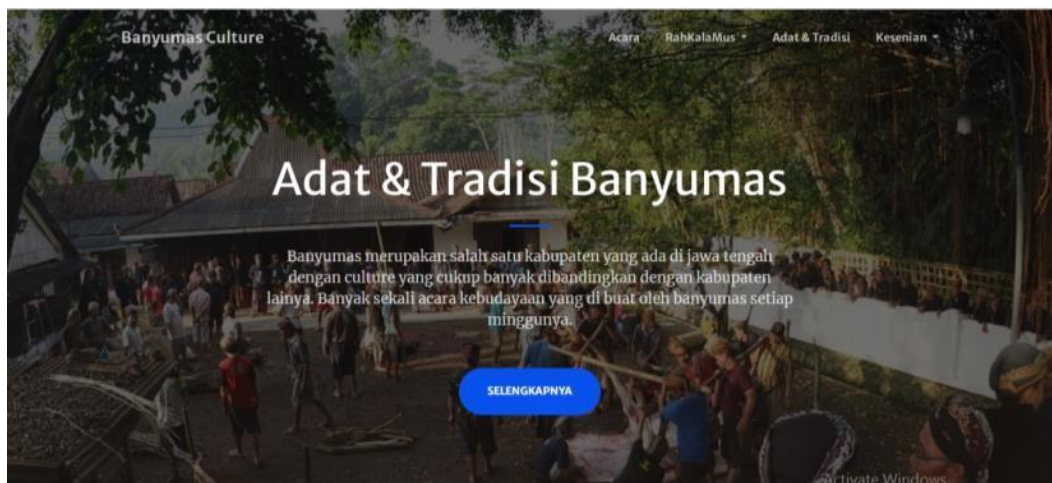 Banyumas Culture
Acara RahKalaMus Adat & Tradisi Kesenian
Adat & Tradisi Banyumas
Banyumas merupakan salah satu kabupaten yang ada di jawa tengah
dengan culture yang cukup banyak dibandingkan dengan kabupaten
lainya. Banyak sekali acara kebudayaan yang di buat oleh banyumas setiap
minggunya.
SELENGKAPNYA
Activate Windows